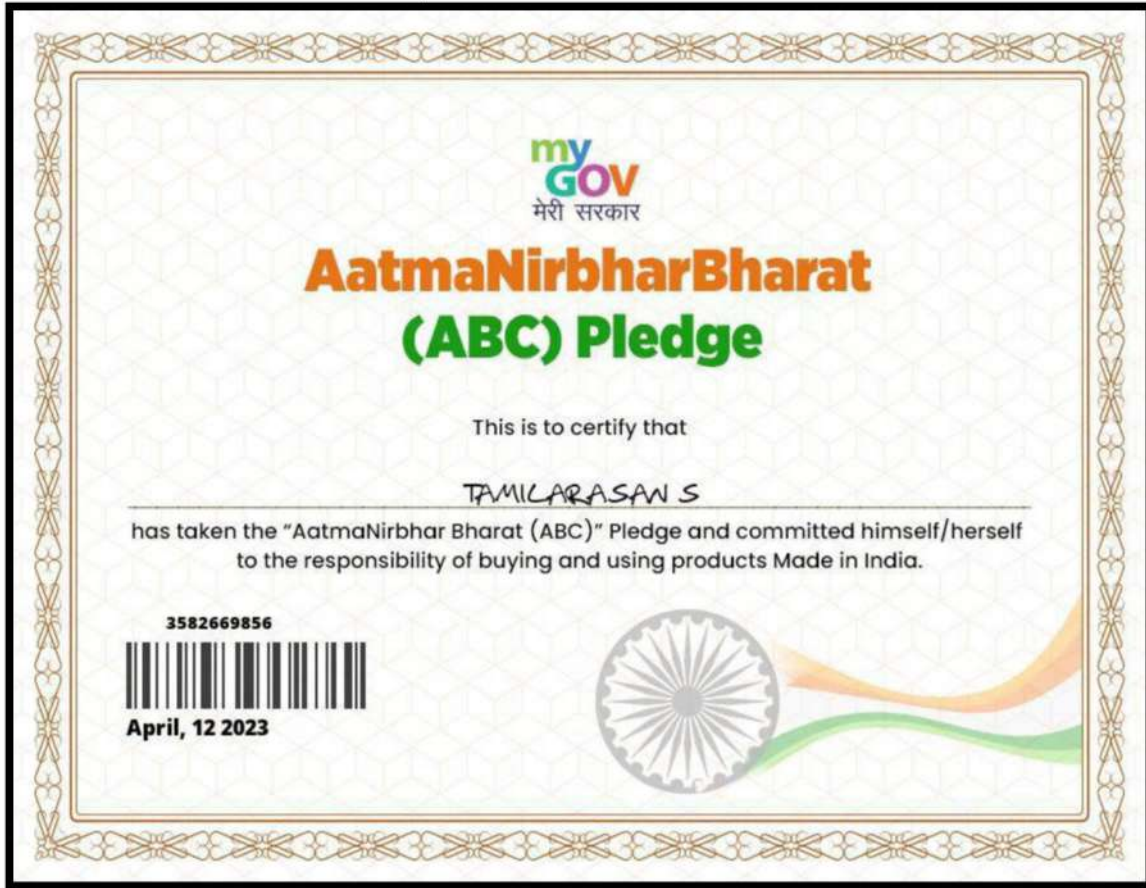 my
GOV
मेरी सरकार
AatmaNirbharBharat
(ABC) Pledge
This is to certify that
TAMILARASAN S
has taken the “AatmaNirbhar Bharat (ABC)” Pledge and committed himself/herself
to the responsibility of buying and using products Made in India.
3582669856
April, 12 2023